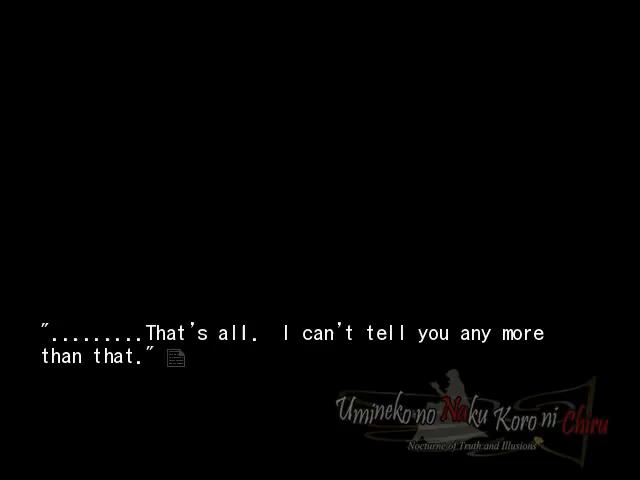 ".........That's all.  I can't tell you any more
than that."
Umineko no Naku Koro ni Chiru
Nocturne of Truth and Illusions